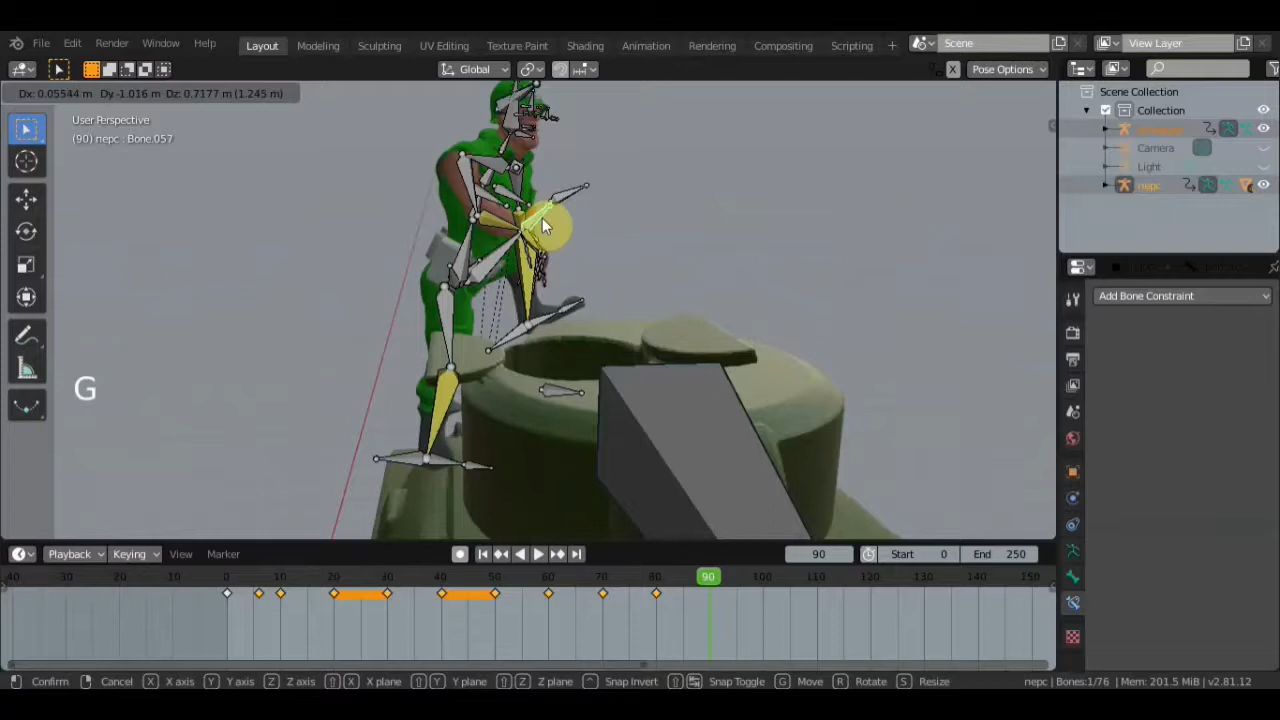 File Edit Render Window Help Layout Modeling Sculpting UV Editing Texture Paint Shading Animation Rendering Compositing Scripting + Scene View Layer
Global X Pose Options
Dx: 0.05544 m Dy -1.016 m Dz: 0.7177 m (1.245 m)
Scene Collection
User Perspective
Collection
(90) nepc : Bone.057
Camera
Light
nepc
Add Bone Constraint
G
Playback Keying View Marker 90 Start 0 End 250
40 30 20 10 0 10 20 30 40 50 60 70 80 90 100 110 120 130 140 150
Confirm Cancel X X axis Y Y axis Z Z axis X X plane Y Y plane Z Z plane Snap Invert Snap Toggle G Move R Rotate S Resize nepc | Bones:1/76 | Mem: 201.5 MiB | v2.81.12